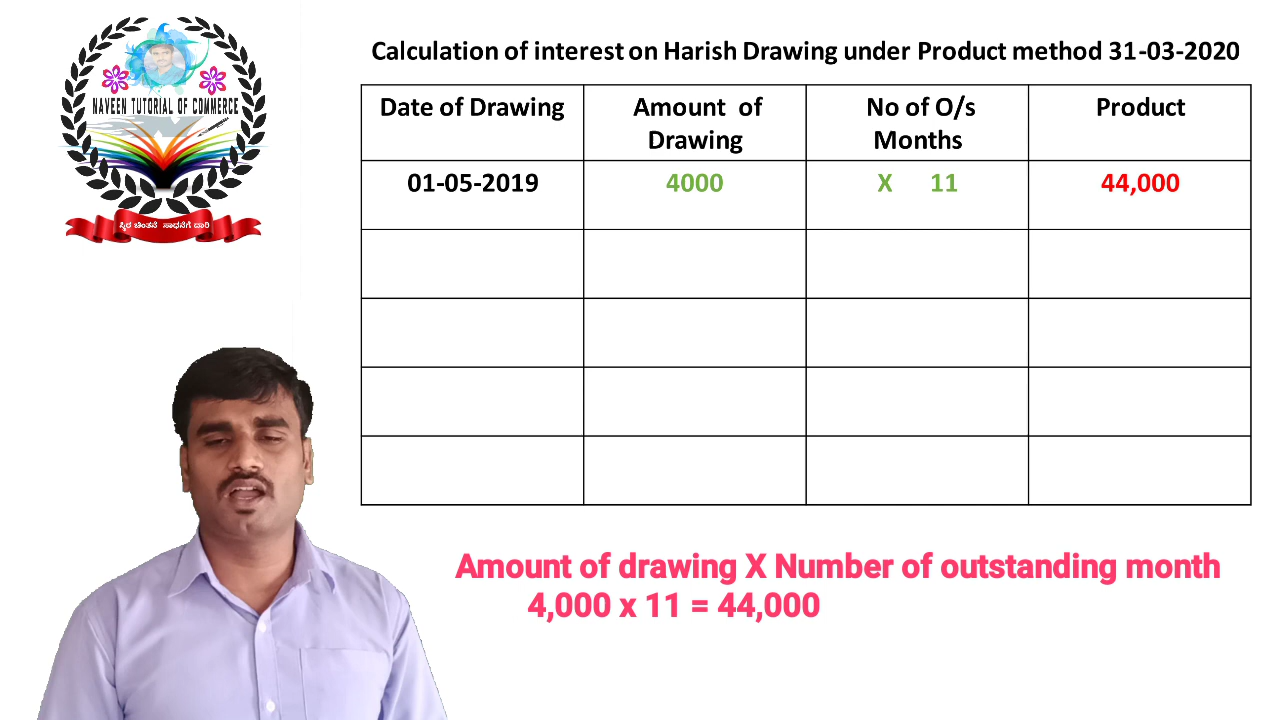 NAVEEN TUTORIAL OF COMMERCE
ಸ್ಥಿರ ಚಿಂತನೆ ಸಾಧನೆಗೆ ದಾರಿ
Calculation of interest on Harish Drawing under Product method 31-03-2020
Date of Drawing Amount of Drawing No of O/s Months Product
01-05-2019 4000 X 11 44,000
Amount of drawing X Number of outstanding month
4,000 x 11 = 44,000